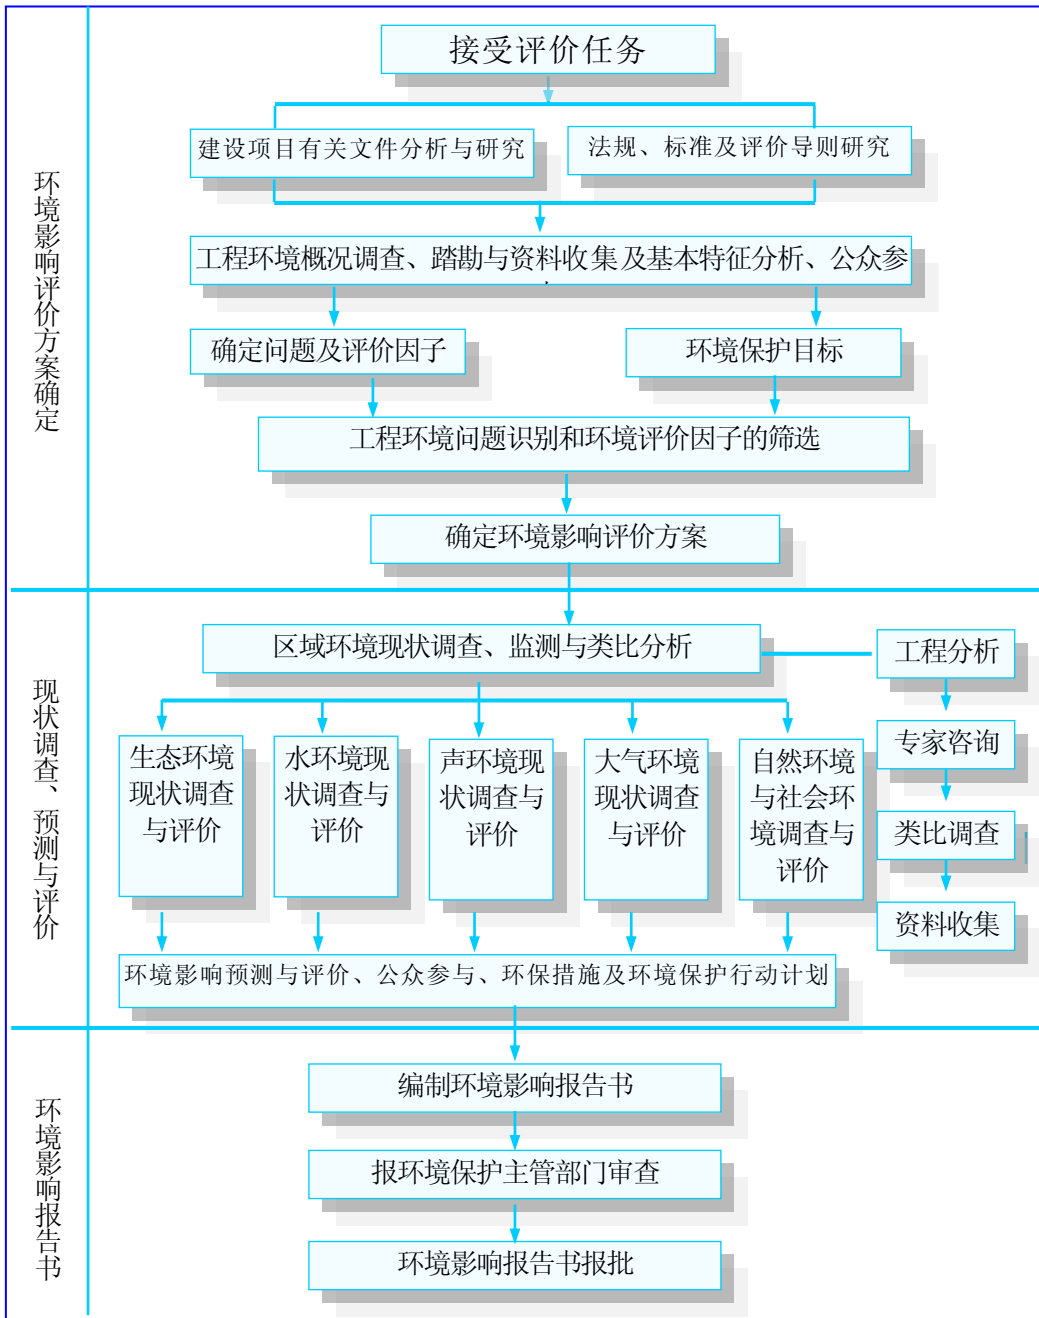 接受评价任务
建设项目有关文件分析与研究
法规、标准及评价导则研究
工程环境概况调查、踏勘与资料收集及基本特征分析、公众参
确定问题及评价因子
环境保护目标
工程环境问题识别和环境评价因子的筛选
确定环境影响评价方案
环境影响评价方案确定
区域环境现状调查、监测与类比分析
工程分析
专家咨询
类比调查
资料收集
生态环境
现状调查
与评价
水环境现
状调查与
评价
声环境现
状调查与
评价
大气环境
现状调查
与评价
自然环境
与社会环
境调查与
评价
环境影响预测与评价、公众参与、环保措施及环境保护行动计划
现状调查、预测与评价
编制环境影响报告书
报环境保护主管部门审查
环境影响报告书报批
环境影响报告书